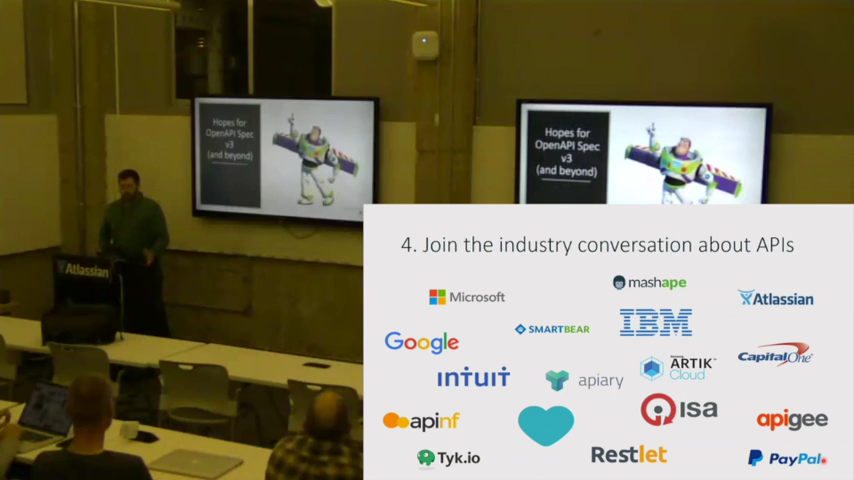 Hopes for
OpenAPI Spec
v3
(and beyond)
Hopes for
OpenAPI Spec
v3
(and beyond)
Atlassian
4. Join the industry conversation about APIs
Microsoft
mashape
Atlassian
Google
SMARTBEAR
IBM
intuit
apiary
ARTIK
Cloud
CapitalOne
apinf
ISA
apigee
Tyk.io
Restlet
PayPal